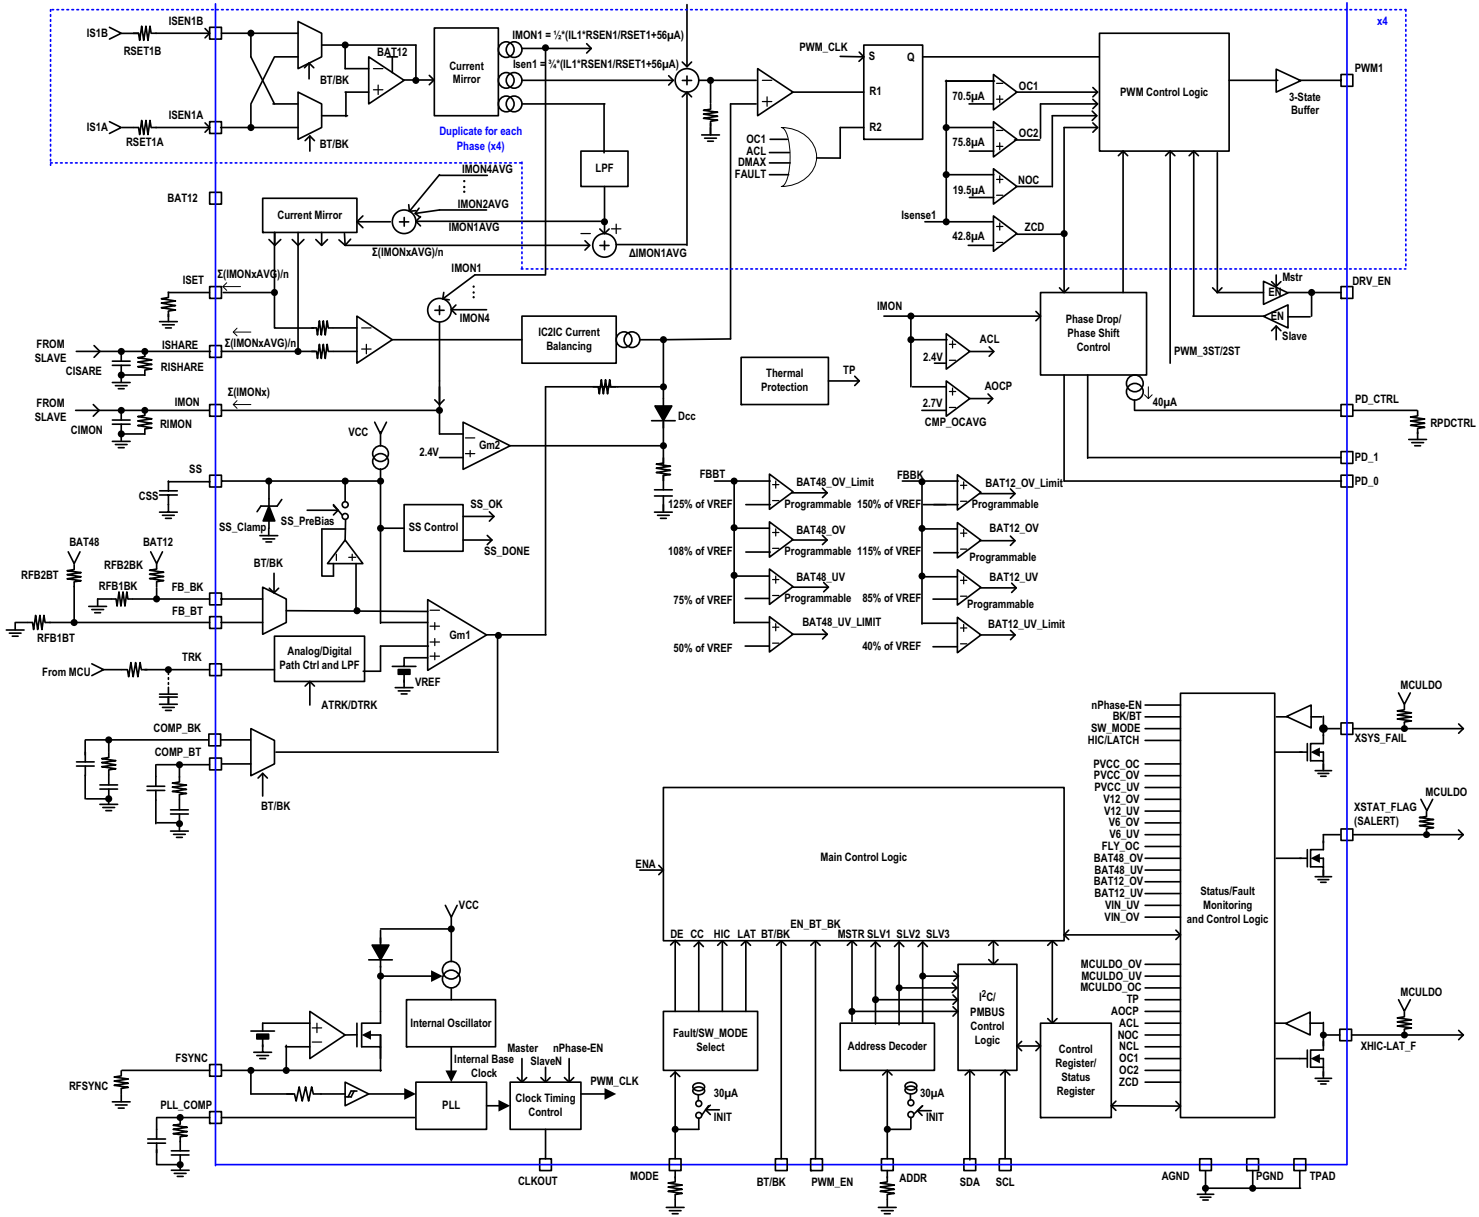 x4
ISEN1B
IS1B
RSET1B
ISEN1A
IS1A
RSET1A
BT/BK
BT/BK
BAT12
Current
Mirror
IMON1 = ½*(IL1*RSEN1/RSET1+56µA)
Isen1 = ¾*(IL1*RSEN1/RSET1+56µA)
Duplicate for each
Phase (x4)
LPF
PWM_CLK
S
Q
R1
R2
OC1
ACL
DMAX
FAULT
70.5µA
OC1
75.8µA
OC2
19.5µA
NOC
Isense1
42.8µA
ZCD
PWM Control Logic
3-State
Buffer
PWM1
BAT12
Current Mirror
IMON4AVG
IMON2AVG
IMON1AVG
Σ(IMONxAVG)/n
ΔIMON1AVG
Σ(IMONxAVG)/n
ISET
IMON1
IMON4
FROM
SLAVE
CISARE
RISHARE
ISHARE
Σ(IMONxAVG)/n
IC2IC Current
Balancing
FROM
SLAVE
CIMON
RIMON
IMON
Σ(IMONx)
Dcc
2.4V
Gm2
Thermal
Protection
TP
IMON
2.4V
ACL
2.7V
AOCP
CMP_OCAVG
Phase Drop/
Phase Shift
Control
40µA
PWM_3ST/2ST
Mstr
EN
EN
Slave
DRV_EN
PD_CTRL
RPDCTRL
PD_1
PD_0
VCC
SS
CSS
SS_Clamp
SS_PreBias
SS Control
SS_OK
SS_DONE
BAT48
BAT12
RFB2BT
RFB2BK
RFB1BK
FB_BK
FB_BT
RFB1BT
BT/BK
Gm1
VREF
From MCU
TRK
Analog/Digital
Path Ctrl and LPF
ATRK/DTRK
COMP_BK
COMP_BT
BT/BK
FBBT
125% of VREF
BAT48_OV_Limit
Programmable
108% of VREF
BAT48_OV
Programmable
75% of VREF
BAT48_UV
Programmable
50% of VREF
BAT48_UV_LIMIT
FBBK
150% of VREF
BAT12_OV_Limit
Programmable
115% of VREF
BAT12_OV
Programmable
85% of VREF
BAT12_UV
Programmable
40% of VREF
BAT12_UV_Limit
nPhase-EN
BK/BT
SW_MODE
HIC/LATCH
PVCC_OC
PVCC_OV
PVCC_UV
V12_OV
V12_UV
V6_OV
V6_UV
FLY_OC
BAT48_OV
BAT48_UV
BAT12_OV
BAT12_UV
VIN_UV
VIN_OV
MCULDO_OV
MCULDO_UV
MCULDO_OC
TP
AOCP
ACL
NOC
NCL
OC1
OC2
ZCD
Status/Fault
Monitoring
and Control Logic
MCULDO
XSYS_FAIL
MCULDO
XSTAT_FLAG
(SALERT)
MCULDO
XHIC-LAT_F
ENA
Main Control Logic
DE
CC
HIC
LAT
BT/BK
EN_BT_BK
MSTR
SLV1
SLV2
SLV3
Fault/SW_MODE
Select
Address Decoder
I²C/
PMBUS
Control
Logic
Control
Register/
Status
Register
30µA
INIT
30µA
INIT
VCC
Internal Oscillator
Internal Base
Clock
FSYNC
RFSYNC
PLL_COMP
PLL
Master
SlaveN
nPhase-EN
Clock Timing
Control
PWM_CLK
CLKOUT
MODE
BT/BK
PWM_EN
ADDR
SDA
SCL
AGND
PGND
TPAD